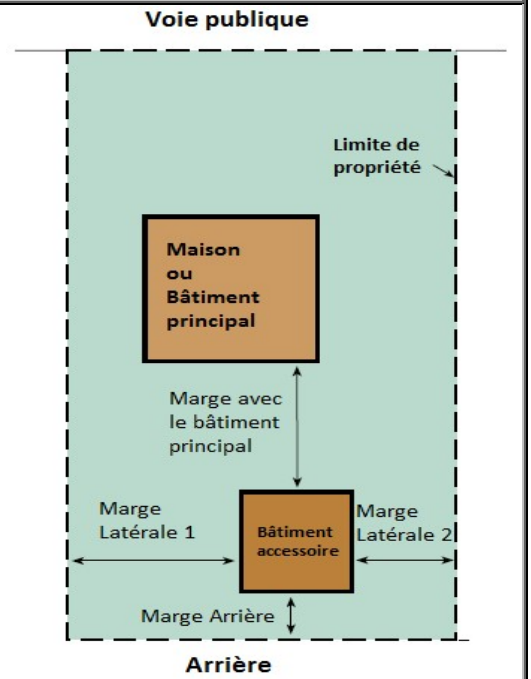 Voie publique
Limite de
propriété
Maison
ou
Bâtiment
principal
Marge avec
le bâtiment
principal
Marge
Latérale 1
Bâtiment
accessoire
Marge
Latérale 2
Marge Arrière
Arrière